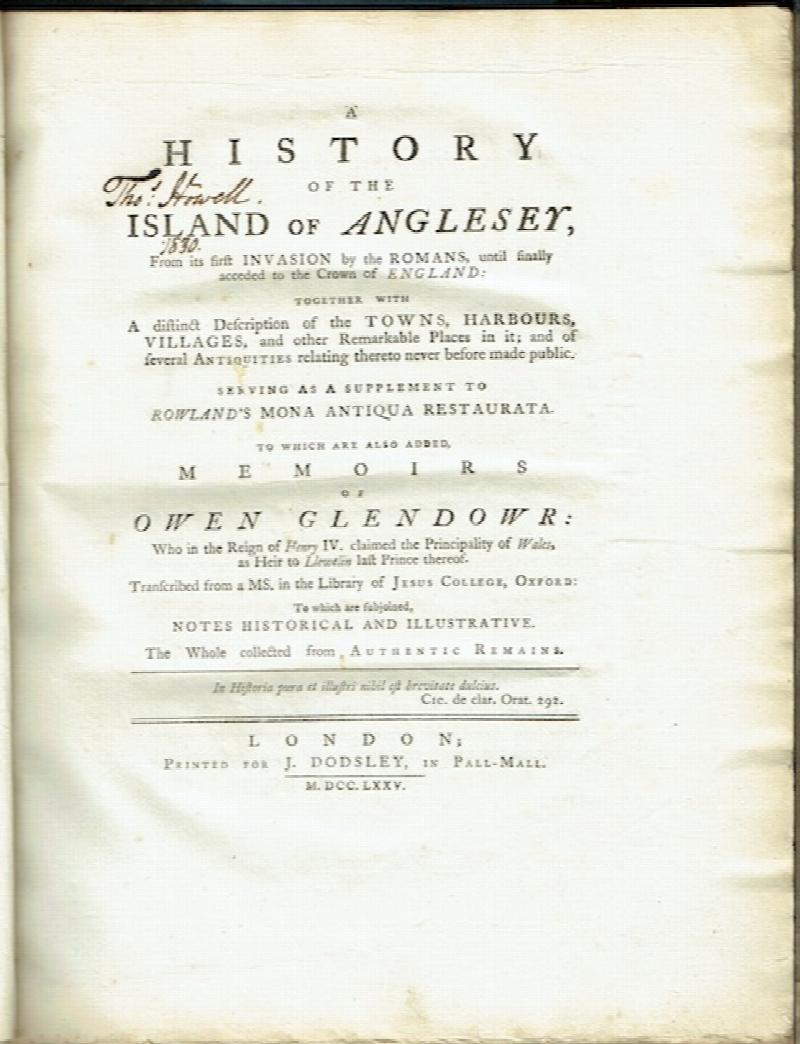 A
HISTORY
Thos. Howell.
OF THE
ISLAND OF ANGLESEY,
1830.
From its firſt INVASION by the ROMANS, until finally
acceded to the Crown of ENGLAND:
TOGETHER WITH
A diſtinct Deſcription of the TOWNS, HARBOURS,
VILLAGES, and other Remarkable Places in it; and of
ſeveral ANTIQUITIES relating thereto never before made public.
SERVING AS A SUPPLEMENT TO
ROWLAND'S MONA ANTIQUA RESTAURATA.
TO WHICH ARE ALSO ADDED,
MEMOIRS
OF
OWEN GLENDOWR:
Who in the Reign of Henry IV. claimed the Principality of Wales,
as Heir to Llewelin laſt Prince thereof.
Tranſcribed from a MS. in the Library of JESUS COLLEGE, OXFORD:
To which are ſubjoined,
NOTES HISTORICAL AND ILLUSTRATIVE.
The Whole collected from AUTHENTIC REMAINS.
In Hiſtoria pura et illuſtri nihil eſt brevitate dulcius.
CIC. de clar. Orat. 292.
LONDON;
PRINTED FOR J. DODSLEY, IN PALL-MALL.
M.DCC.LXXV.